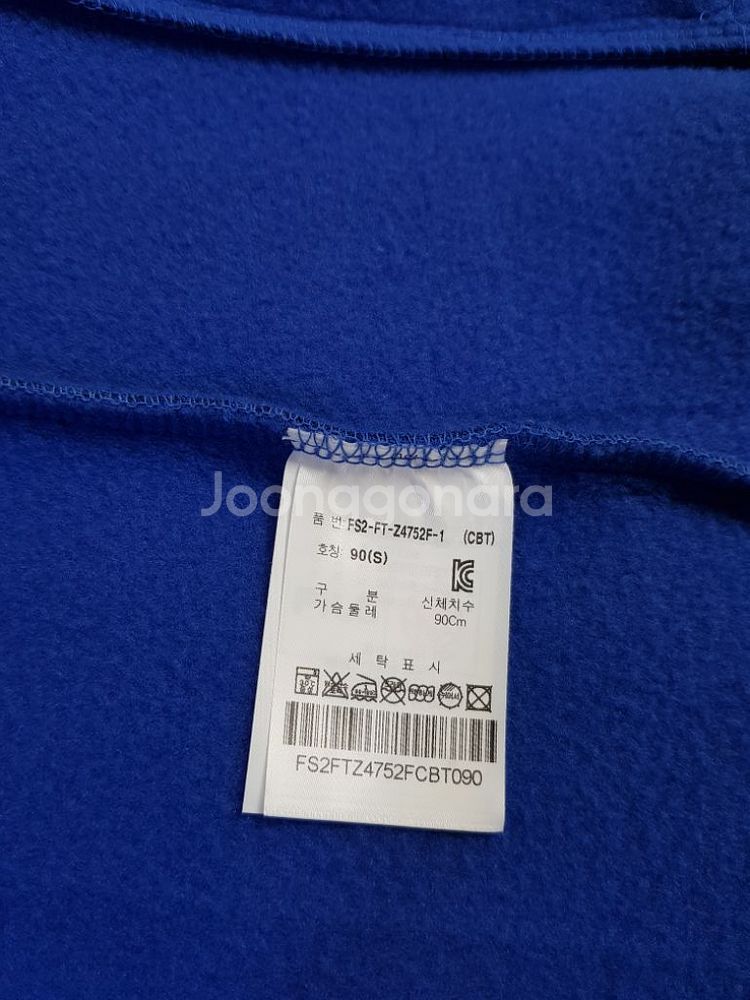 Joongonara
품 번: FS2-FT-Z4752F-1 (CBT)
호칭: 90(S)
구 분 신체치수
가슴둘레 90Cm
세 탁 표 시
FS2FTZ4752FCBT090